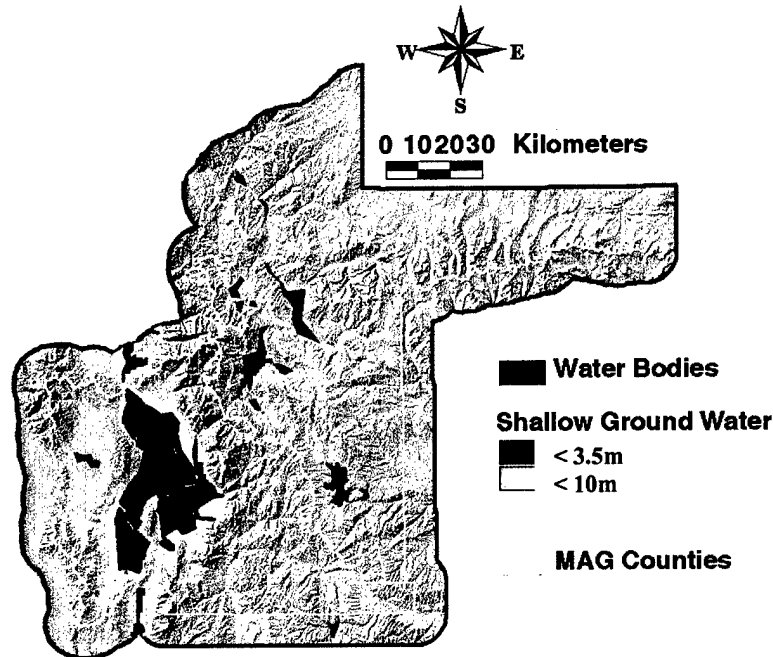 W E
S
0 102030 Kilometers
Water Bodies
Shallow Ground Water
< 3.5m
< 10m
MAG Counties